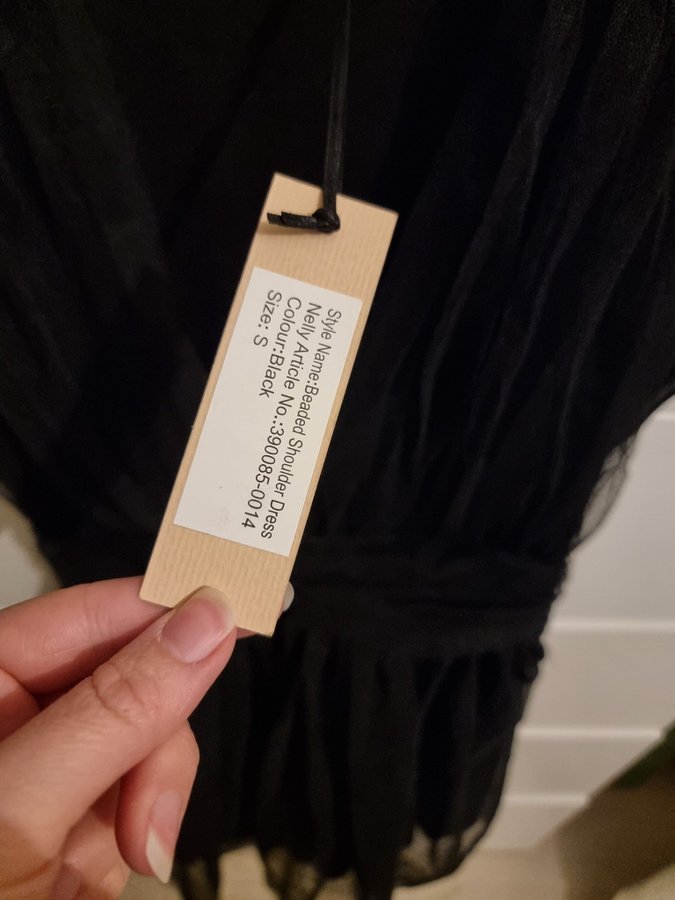 Style Name:Beaded Shoulder Dress
Nelly Article No.:390085-0014
Colour:Black
Size: S